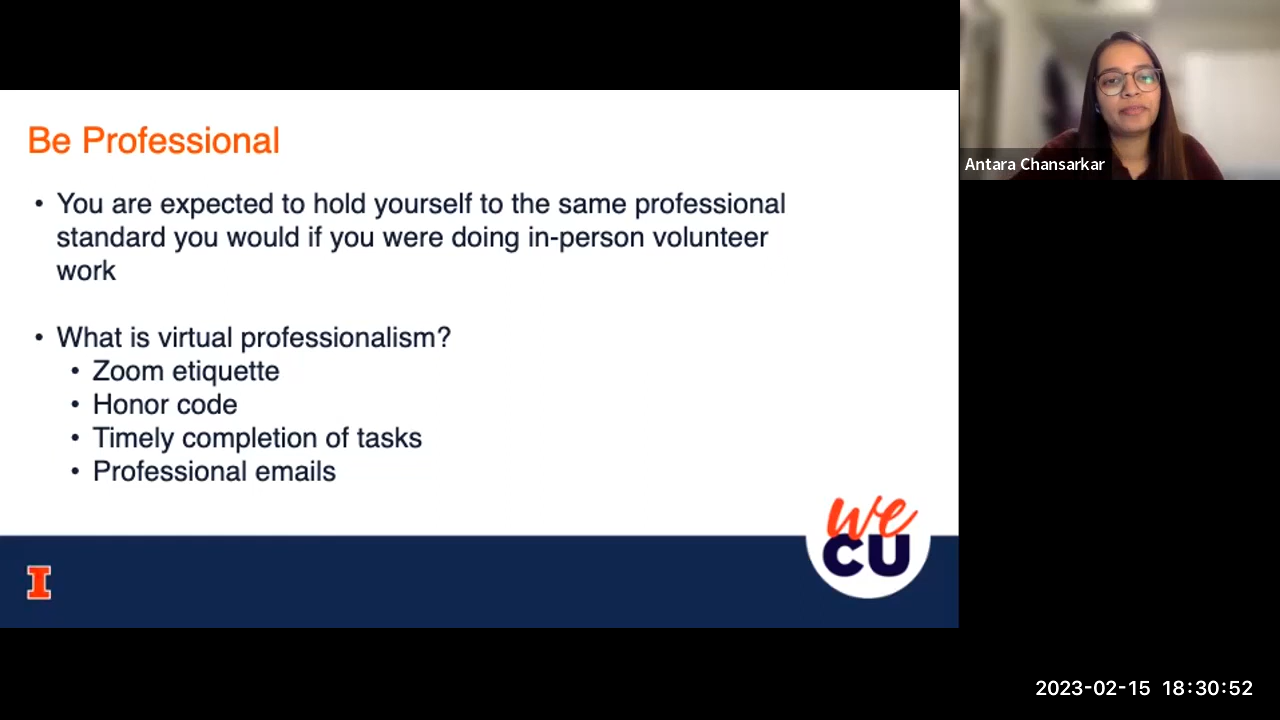 Be Professional
• You are expected to hold yourself to the same professional
standard you would if you were doing in-person volunteer
work
• What is virtual professionalism?
• Zoom etiquette
• Honor code
• Timely completion of tasks
• Professional emails
we
CU
I
Antara Chansarkar
2023-02-15 18:30:52